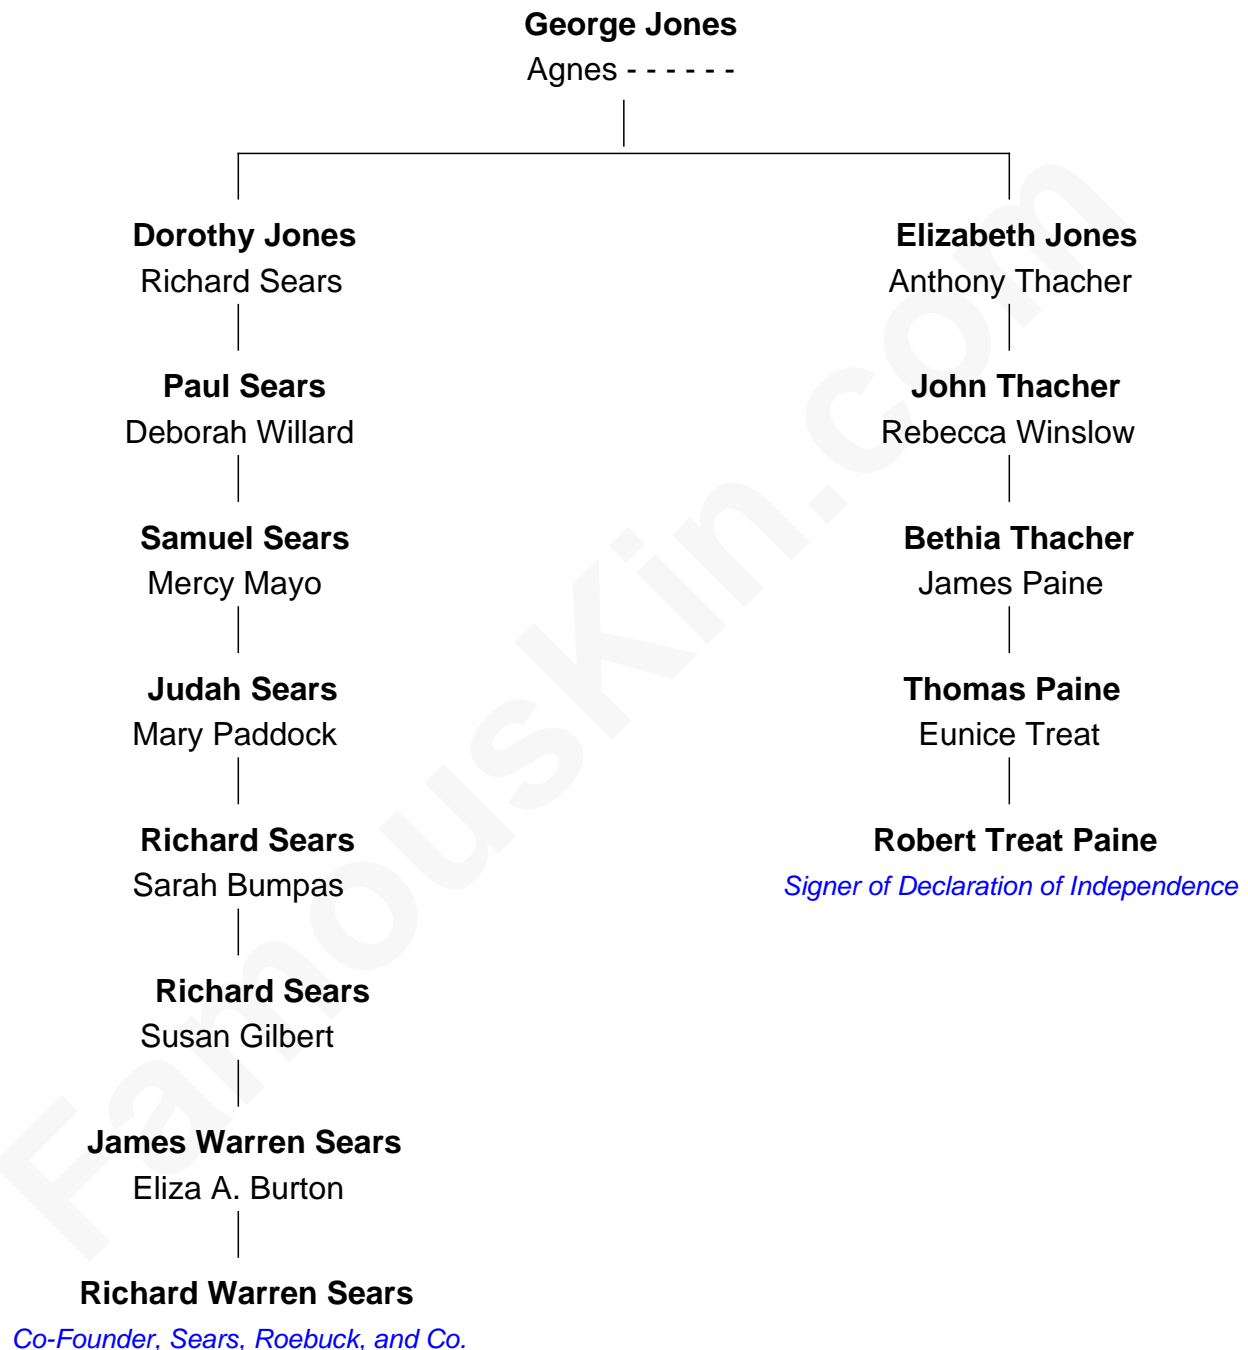 George Jones
Agnes - - - - - -
Dorothy Jones
Richard Sears
Elizabeth Jones
Anthony Thacher
Paul Sears
Deborah Willard
John Thacher
Rebecca Winslow
Samuel Sears
Mercy Mayo
Bethia Thacher
James Paine
Judah Sears
Mary Paddock
Thomas Paine
Eunice Treat
Richard Sears
Sarah Bumpas
Robert Treat Paine
Signer of Declaration of Independence
Richard Sears
Susan Gilbert
James Warren Sears
Eliza A. Burton
Richard Warren Sears
Co-Founder, Sears, Roebuck, and Co.
FamousKin.com